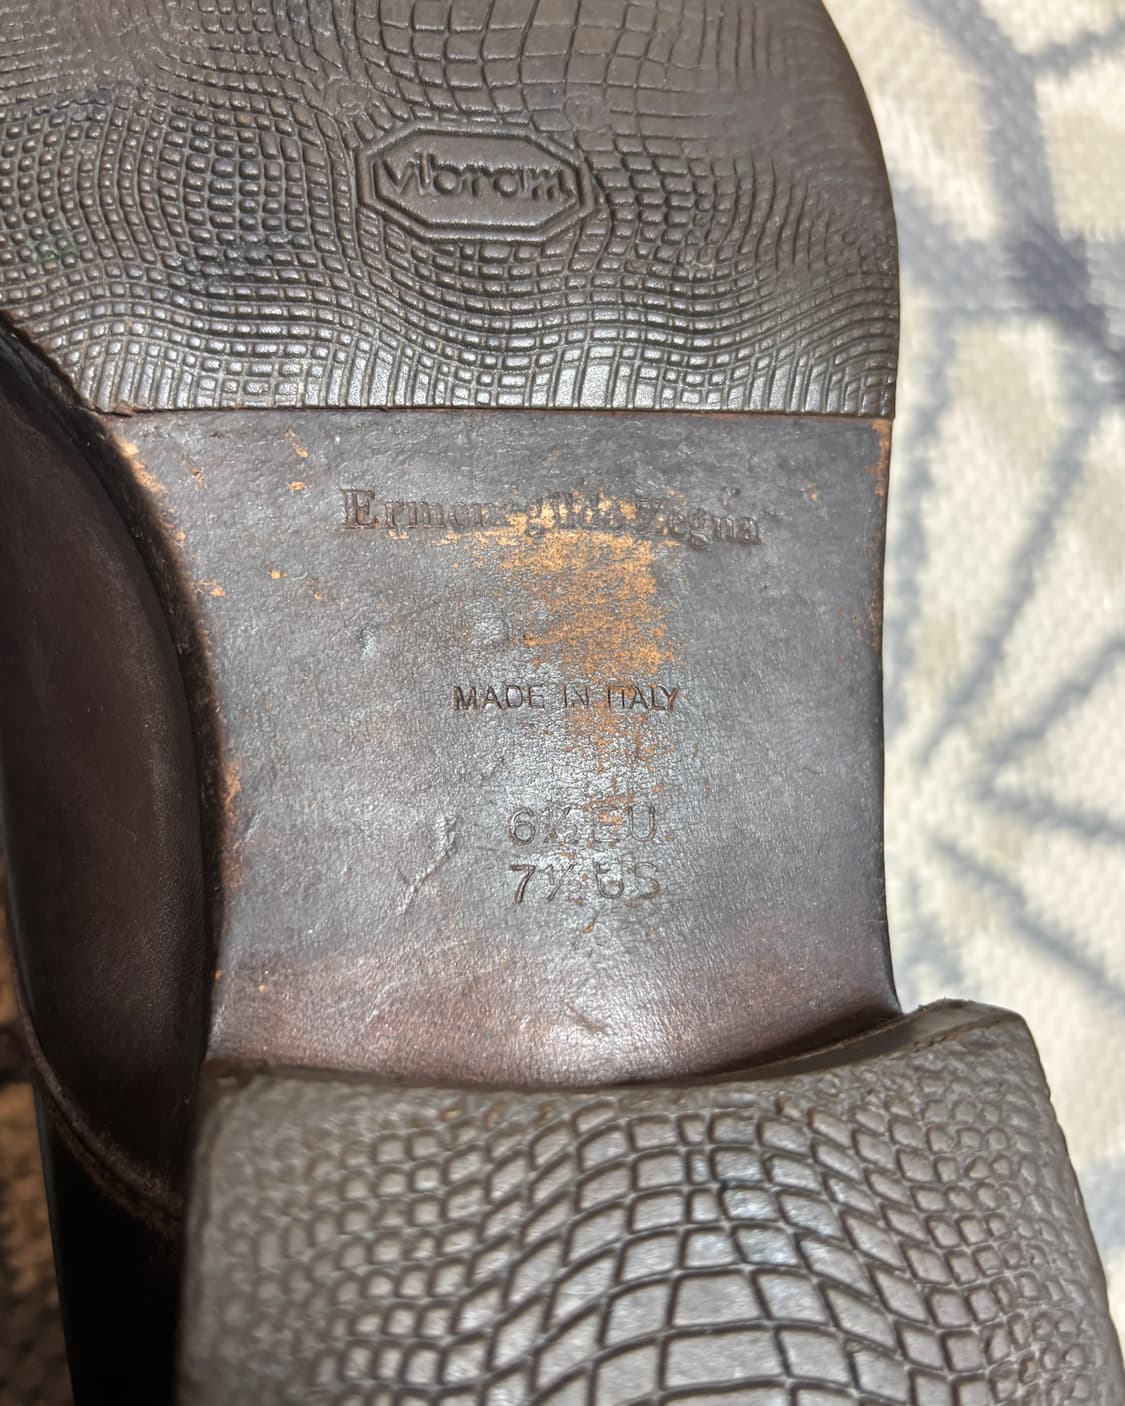 vibram
Ermenegildo Zegna
MADE IN ITALY
6½ EU
7½ US